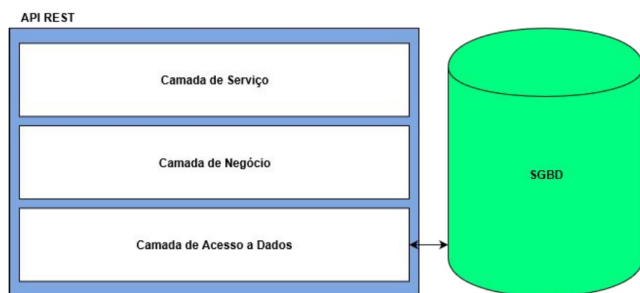 API REST
Camada de Serviço
Camada de Negócio
SGBD
Camada de Acesso a Dados